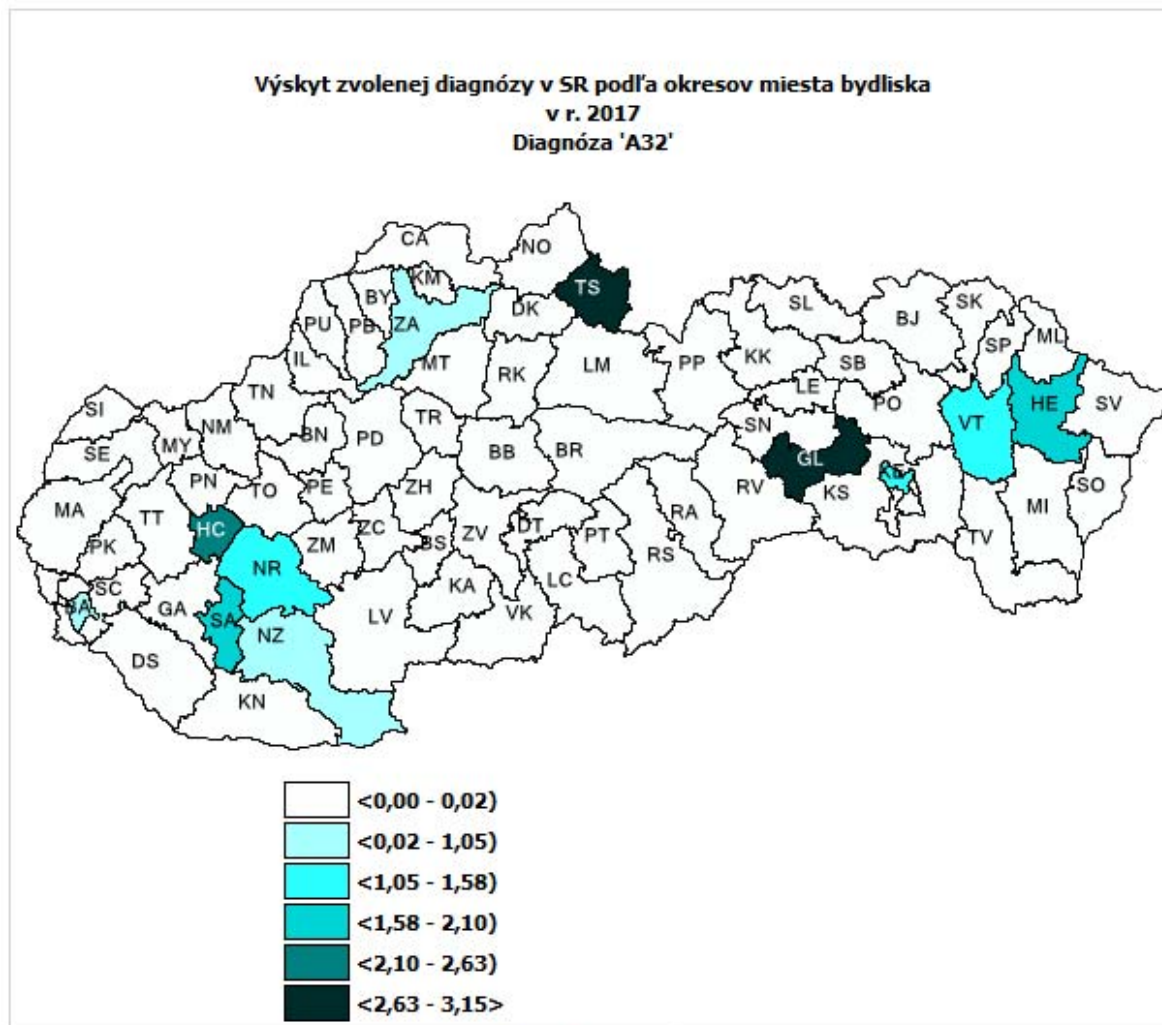 Výskyt zvolenej diagnózy v SR podľa okresov miesta bydliska
v r. 2017
Diagnóza 'A32'
CA
NO
KM
TS
BY
PU
PB
ZA
DK
SL
SK
BJ
ML
SP
IL
MT
RK
LM
PP
KK
SB
LE
PO
HE
SV
TN
SI
NM
MY
SE
BN
PD
TR
BB
BR
SN
VT
GL
PN
TO
PE
ZH
RV
KS
SO
MA
TT
HC
ZM
ZC
BS
ZV
DT
PT
RA
MI
PK
NR
RS
TV
SC
BA
GA
SA
NZ
LV
KA
VK
LC
DS
KN
<0,00 - 0,02)
<0,02 - 1,05)
<1,05 - 1,58)
<1,58 - 2,10)
<2,10 - 2,63)
<2,63 - 3,15>